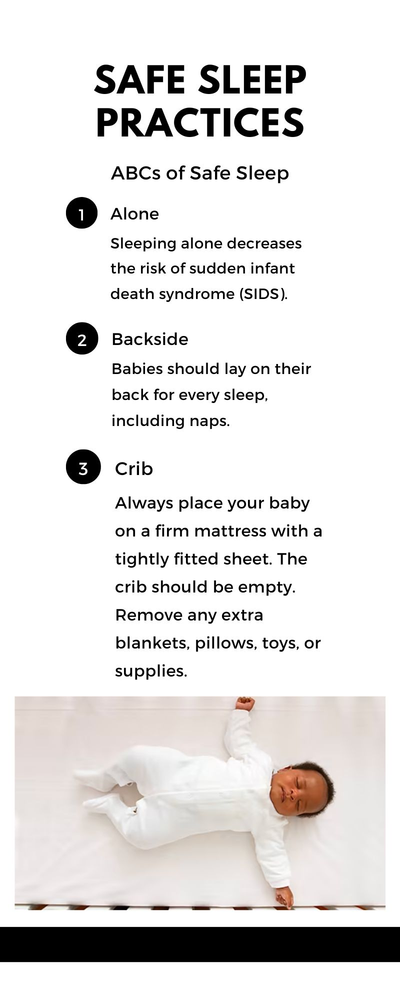 SAFE SLEEP
PRACTICES
ABCs of Safe Sleep
1 Alone
Sleeping alone decreases
the risk of sudden infant
death syndrome (SIDS).
2 Backside
Babies should lay on their
back for every sleep,
including naps.
3 Crib
Always place your baby
on a firm mattress with a
tightly fitted sheet. The
crib should be empty.
Remove any extra
blankets, pillows, toys, or
supplies.